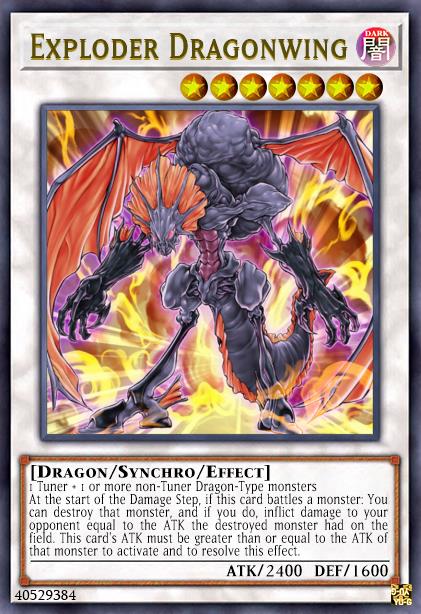 EXPLODER DRAGONWING
DARK
闇
[DRAGON/SYNCHRO/EFFECT]
1 Tuner + 1 or more non-Tuner Dragon-Type monsters
At the start of the Damage Step, if this card battles a monster: You
can destroy that monster, and if you do, inflict damage to your
opponent equal to the ATK the destroyed monster had on the
field. This card's ATK must be greater than or equal to the ATK of
that monster to activate and to resolve this effect.
ATK/2400 DEF/1600
40529384